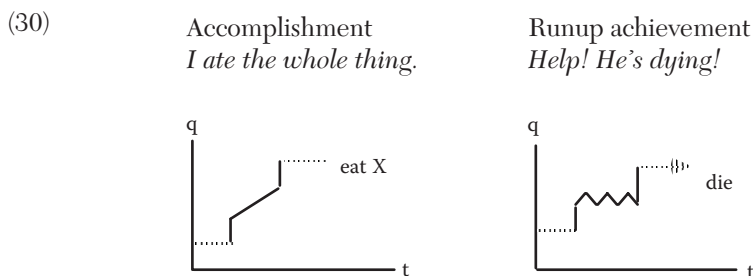 (30) Accomplishment Runup achievement
I ate the whole thing. Help! He's dying!
q q
eat X die
t t